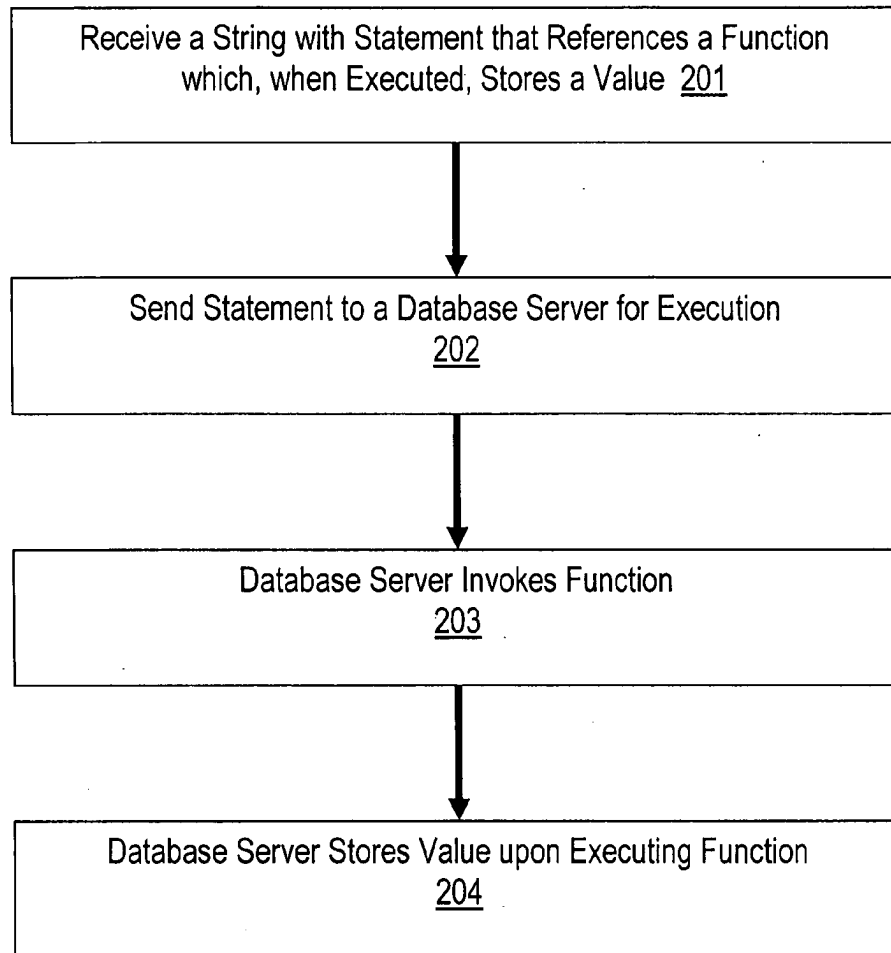 Receive a String with Statement that References a Function
which, when Executed, Stores a Value 201
Send Statement to a Database Server for Execution
202
Database Server Invokes Function
203
Database Server Stores Value upon Executing Function
204